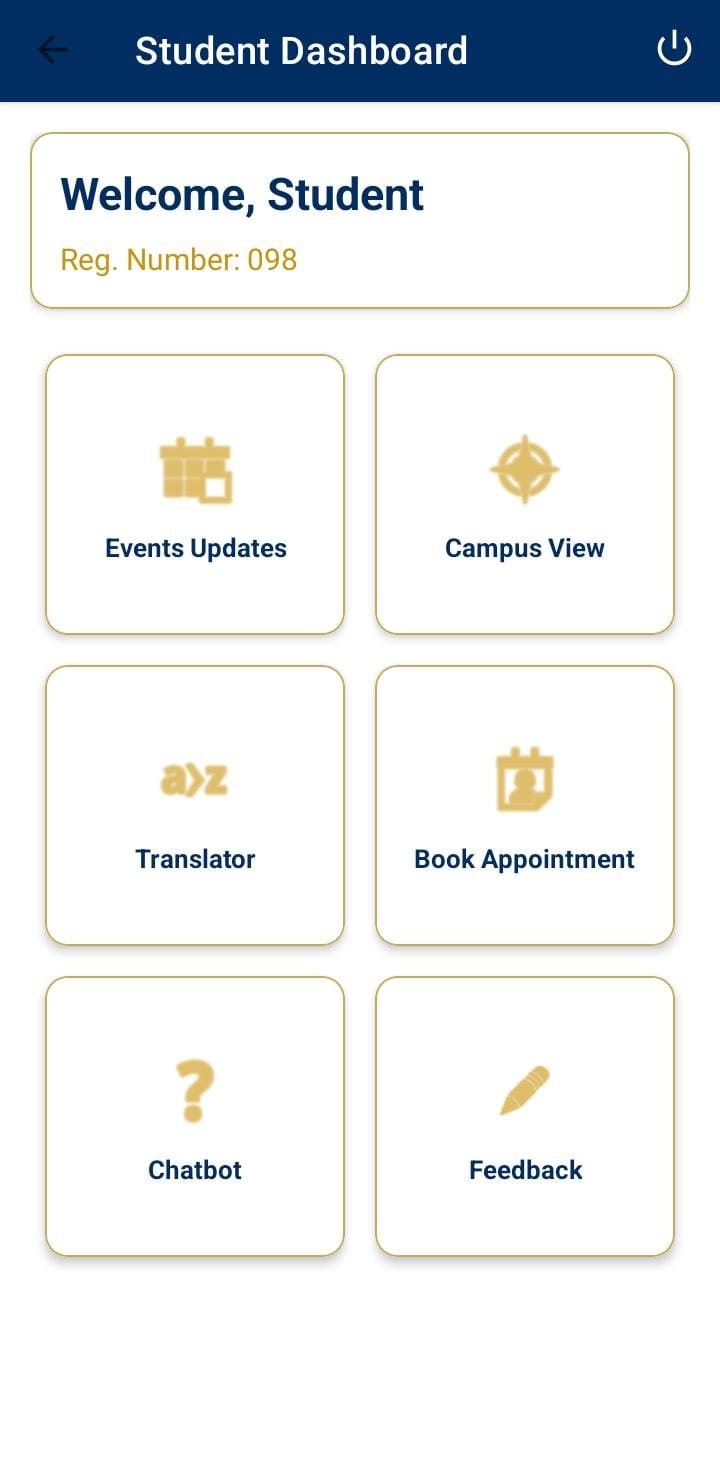 Student Dashboard
Welcome, Student
Reg. Number: 098
Events Updates
Campus View
a>z
Translator
Book Appointment
?
Chatbot
Feedback